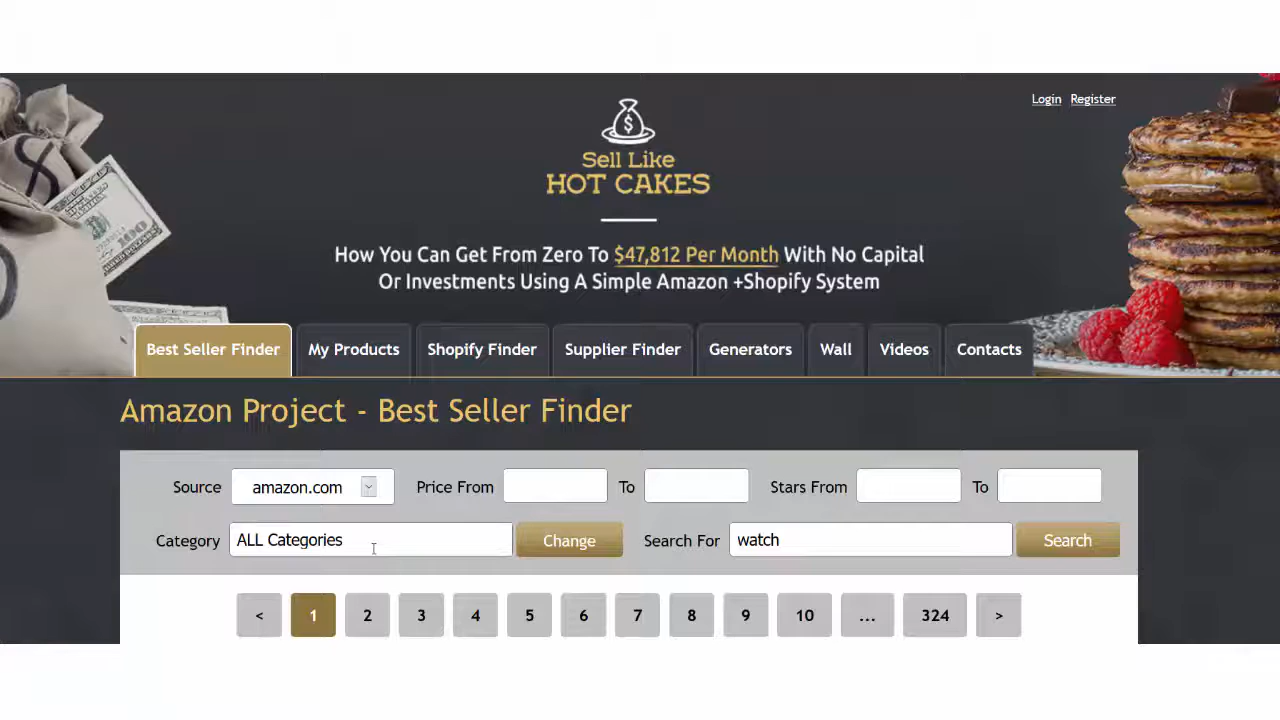 Login Register
Sell Like
HOT CAKES
How You Can Get From Zero To $47,812 Per Month With No Capital
Or Investments Using A Simple Amazon +Shopify System
Best Seller Finder My Products Shopify Finder Supplier Finder Generators Wall Videos Contacts
Amazon Project - Best Seller Finder
Source amazon.com Price From To Stars From To
Category ALL Categories Change Search For watch Search
< 1 2 3 4 5 6 7 8 9 10 ... 324 >
$
100